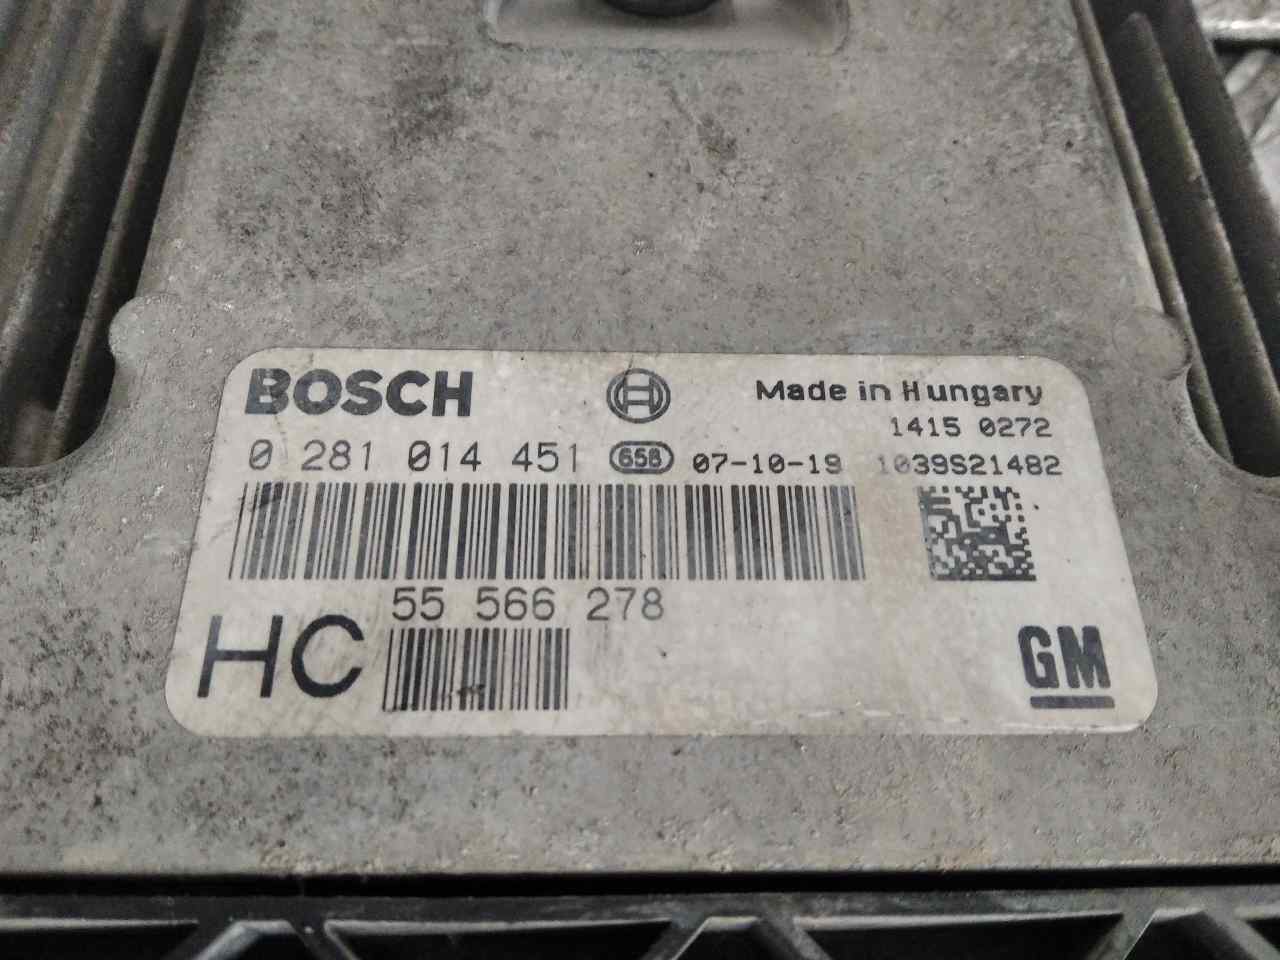 BOSCH
Made in Hungary
1415 0272
0 281 014 451 658 07-10-19 1039S21482
55 566 278
HC
GM